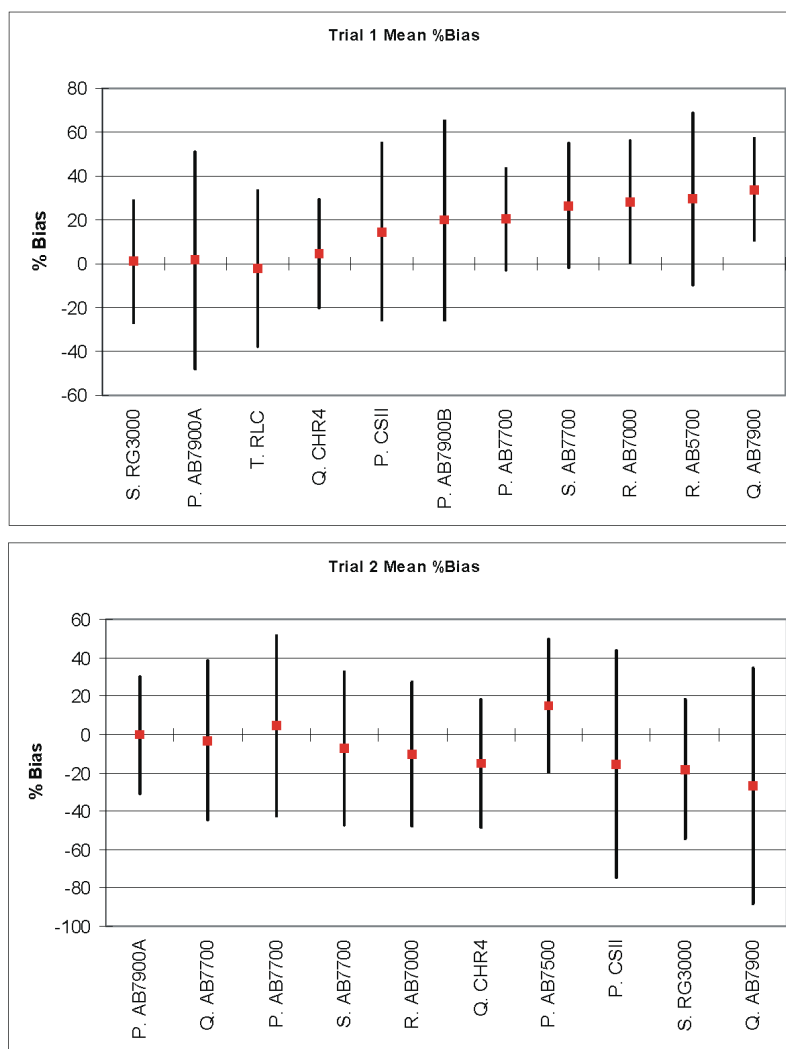 Trial 1 Mean %Bias
80
60
40
20
0
-20
-40
-60
% Bias
S. RG3000
P. AB7900A
T. RLC
Q. CHR4
P. CSII
P. AB7900B
P. AB7700
S. AB7700
R. AB7000
R. AB5700
Q. AB7900
Trial 2 Mean %Bias
60
40
20
0
-20
-40
-60
-80
-100
% Bias
P. AB7900A
Q. AB7700
P. AB7700
S. AB7700
R. AB7000
Q. CHR4
P. AB7500
P. CSII
S. RG3000
Q. AB7900